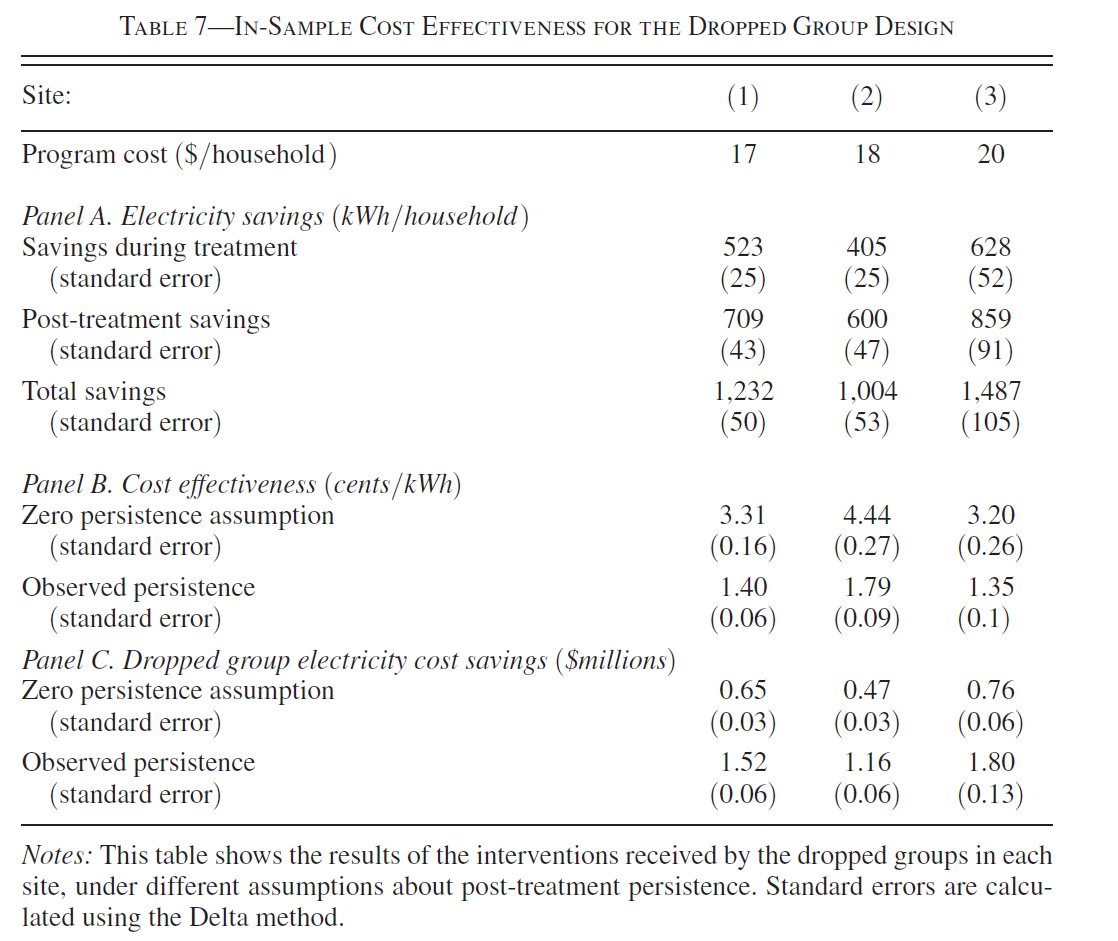 TABLE 7—IN-SAMPLE COST EFFECTIVENESS FOR THE DROPPED GROUP DESIGN
Site: (1) (2) (3)
Program cost ($/household) 17 18 20
Panel A. Electricity savings (kWh/household)
Savings during treatment 523 405 628
(standard error) (25) (25) (52)
Post-treatment savings 709 600 859
(standard error) (43) (47) (91)
Total savings 1,232 1,004 1,487
(standard error) (50) (53) (105)
Panel B. Cost effectiveness (cents/kWh)
Zero persistence assumption 3.31 4.44 3.20
(standard error) (0.16) (0.27) (0.26)
Observed persistence 1.40 1.79 1.35
(standard error) (0.06) (0.09) (0.1)
Panel C. Dropped group electricity cost savings ($millions)
Zero persistence assumption 0.65 0.47 0.76
(standard error) (0.03) (0.03) (0.06)
Observed persistence 1.52 1.16 1.80
(standard error) (0.06) (0.06) (0.13)
Notes: This table shows the results of the interventions received by the dropped groups in each
site, under different assumptions about post-treatment persistence. Standard errors are calcu-
lated using the Delta method.